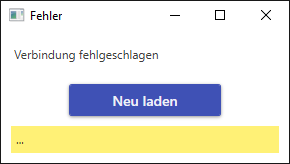 Fehler
Verbindung fehlgeschlagen
Neu laden
...